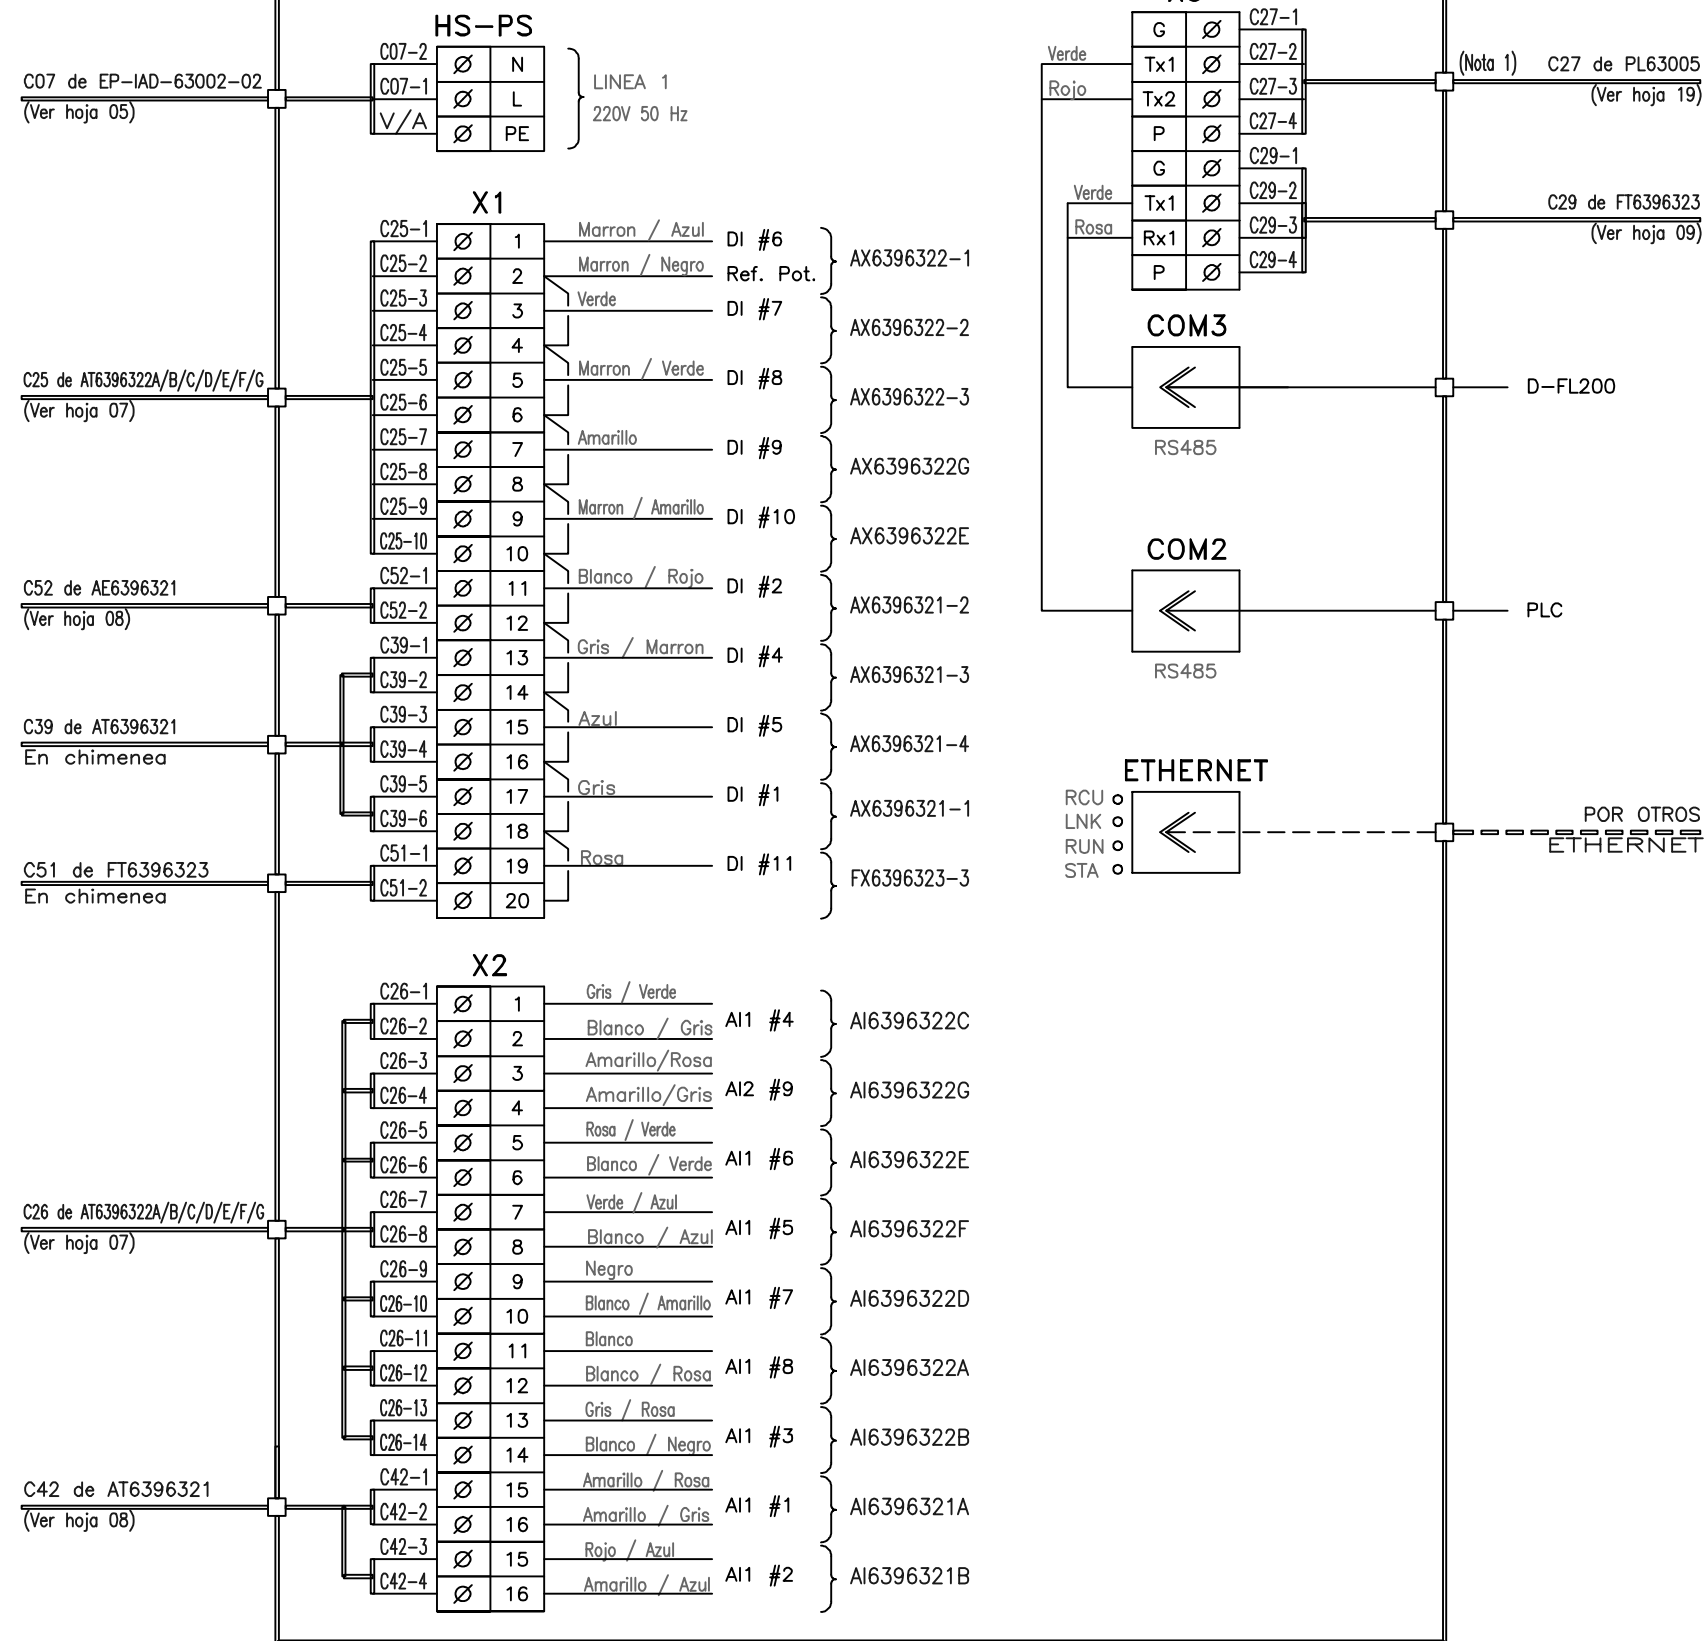 HS-PS
C07 de EP-IAD-63002-02
(Ver hoja 05)
C07-2 N
C07-1 L
V/A PE
LINEA 1
220V 50 Hz
X1
C25 de AT6396322A/B/C/D/E/F/G
(Ver hoja 07)
C25-1 1 Marron / Azul DI #6
C25-2 2 Marron / Negro Ref. Pot.
AX6396322-1
C25-3 3 Verde DI #7
C25-4 4
AX6396322-2
C25-5 5 Marron / Verde DI #8
C25-6 6
AX6396322-3
C25-7 7 Amarillo DI #9
C25-8 8
AX6396322G
C25-9 9 Marron / Amarillo DI #10
C25-10 10
AX6396322E
C52 de AE6396321
(Ver hoja 08)
C52-1 11 Blanco / Rojo DI #2
C52-2 12
AX6396321-2
C39 de AT6396321
En chimenea
C39-1 13 Gris / Marron DI #4
C39-2 14
AX6396321-3
C39-3 15 Azul DI #5
C39-4 16
AX6396321-4
C39-5 17 Gris DI #1
C39-6 18
AX6396321-1
C51 de FT6396323
En chimenea
C51-1 19 Rosa DI #11
C51-2 20
FX6396323-3
X2
C26 de AT6396322A/B/C/D/E/F/G
(Ver hoja 07)
C26-1 1 Gris / Verde
C26-2 2 Blanco / Gris
AI1 #4 AI6396322C
C26-3 3 Amarillo/Rosa
C26-4 4 Amarillo/Gris
AI2 #9 AI6396322G
C26-5 5 Rosa / Verde
C26-6 6 Blanco / Verde
AI1 #6 AI6396322E
C26-7 7 Verde / Azul
C26-8 8 Blanco / Azul
AI1 #5 AI6396322F
C26-9 9 Negro
C26-10 10 Blanco / Amarillo
AI1 #7 AI6396322D
C26-11 11 Blanco
C26-12 12 Blanco / Rosa
AI1 #8 AI6396322A
C26-13 13 Gris / Rosa
C26-14 14 Blanco / Negro
AI1 #3 AI6396322B
C42 de AT6396321
(Ver hoja 08)
C42-1 15 Amarillo / Rosa
C42-2 16 Amarillo / Gris
AI1 #1 AI6396321A
C42-3 15 Rojo / Azul
C42-4 16 Amarillo / Azul
AI1 #2 AI6396321B
G C27-1
Verde Tx1 C27-2
Rojo Tx2 C27-3
P C27-4
(Nota 1) C27 de PL63005
(Ver hoja 19)
G C29-1
Verde Tx1 C29-2
Rosa Rx1 C29-3
P C29-4
C29 de FT6396323
(Ver hoja 09)
COM3
D-FL200
RS485
COM2
PLC
RS485
ETHERNET
RCU
LNK
RUN
STA
POR OTROS
ETHERNET